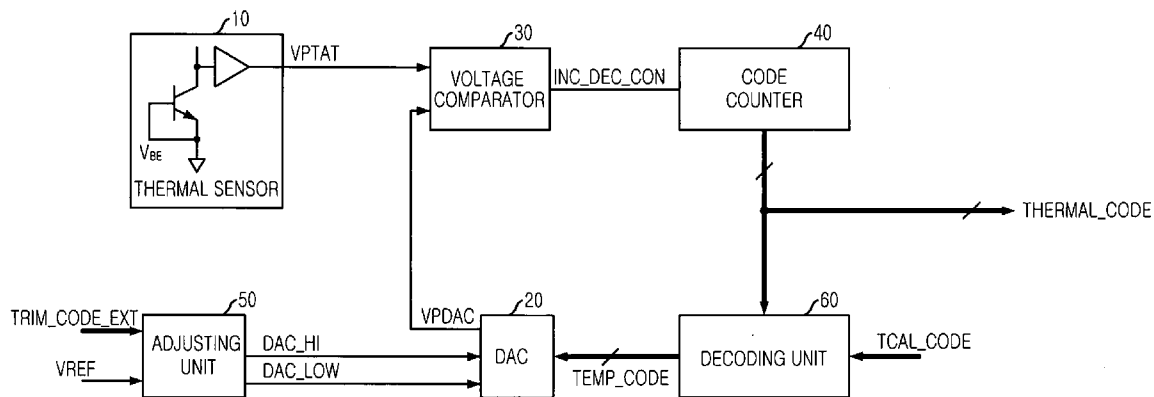 10
VBE
THERMAL SENSOR
VPTAT
30
VOLTAGE
COMPARATOR
INC_DEC_CON
40
CODE
COUNTER
THERMAL_CODE
TRIM_CODE_EXT
VREF
50
ADJUSTING
UNIT
DAC_HI
DAC_LOW
VPDAC
20
DAC
TEMP_CODE
60
DECODING UNIT
TCAL_CODE